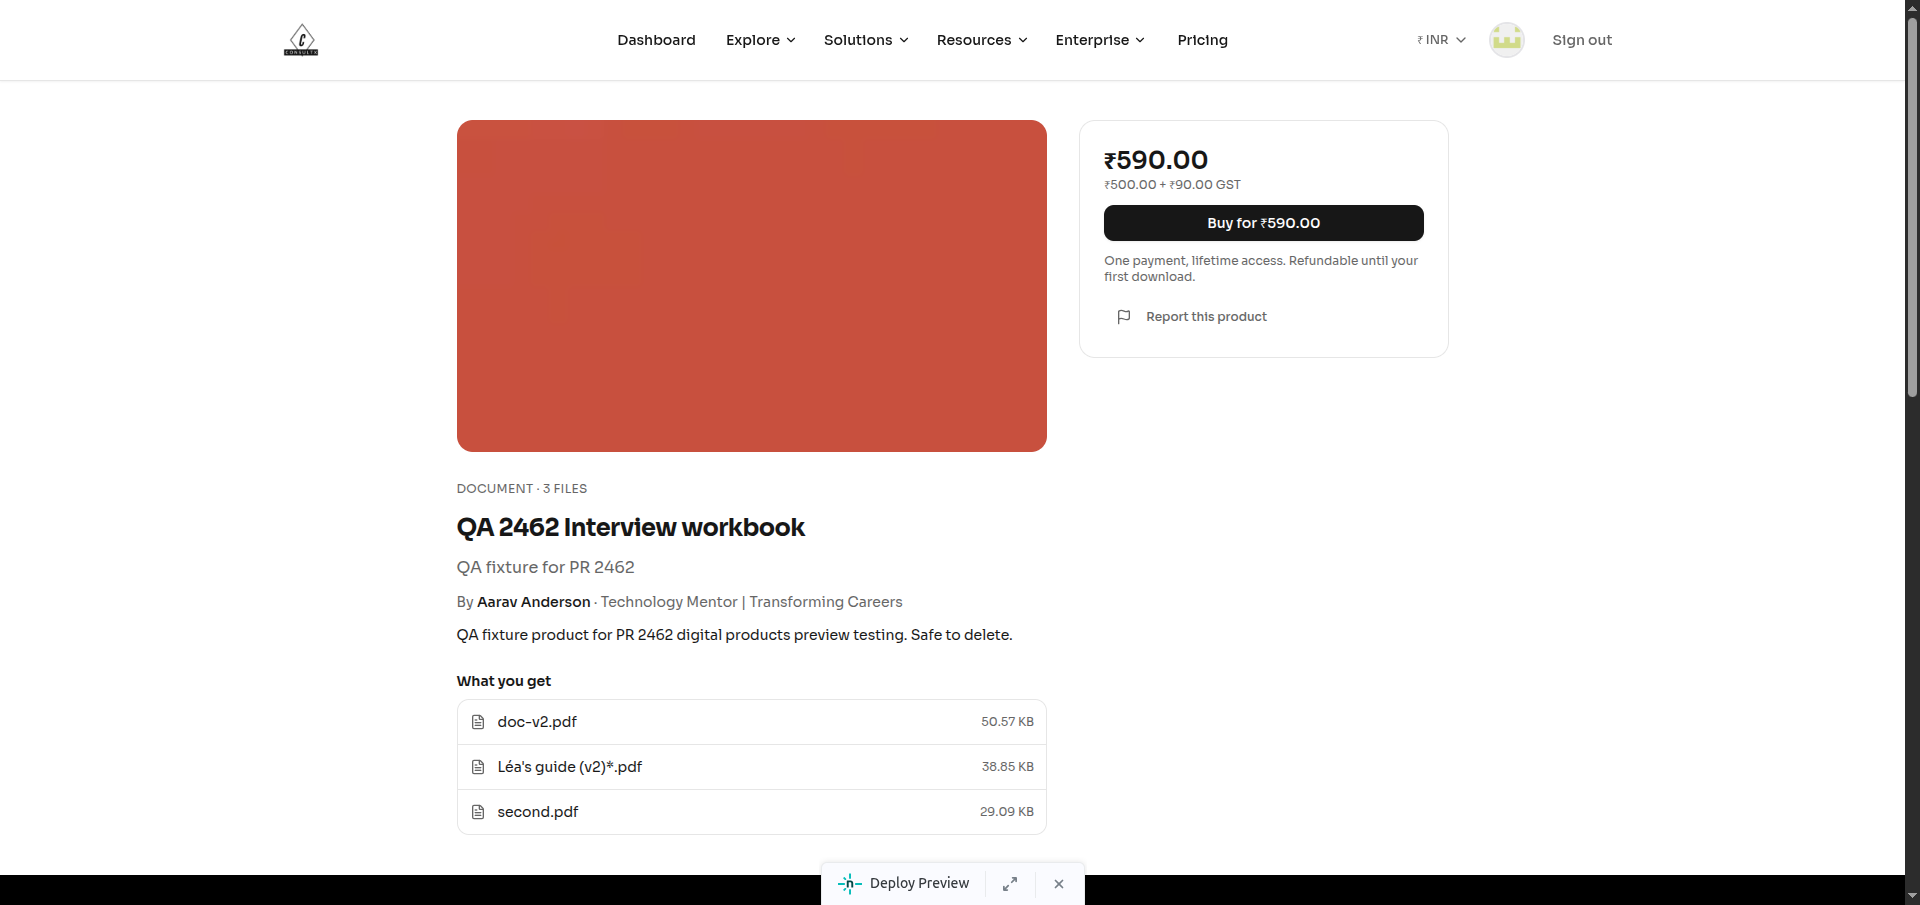 C
CONSULTX
Dashboard
Explore
Solutions
Resources
Enterprise
Pricing
₹ INR
Sign out
₹590.00
₹500.00 + ₹90.00 GST
Buy for ₹590.00
One payment, lifetime access. Refundable until your
first download.
Report this product
DOCUMENT · 3 FILES
QA 2462 Interview workbook
QA fixture for PR 2462
By Aarav Anderson · Technology Mentor | Transforming Careers
QA fixture product for PR 2462 digital products preview testing. Safe to delete.
What you get
doc-v2.pdf 50.57 KB
Léa's guide (v2)*.pdf 38.85 KB
second.pdf 29.09 KB
n Deploy Preview